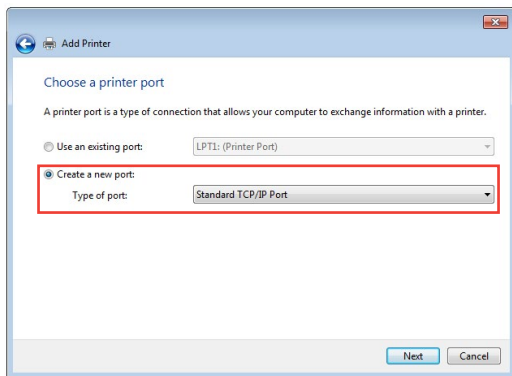 Add Printer
Choose a printer port
A printer port is a type of connection that allows your computer to exchange information with a printer.
Use an existing port: LPT1: (Printer Port)
Create a new port:
Type of port: Standard TCP/IP Port
Next Cancel